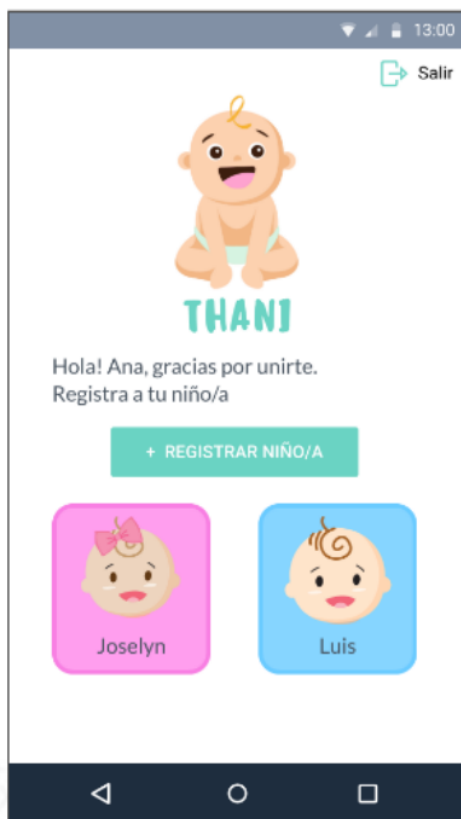 13:00
Salir
THANI
Hola! Ana, gracias por unirte.
Registra a tu niño/a
+ REGISTRAR NIÑO/A
Joselyn
Luis